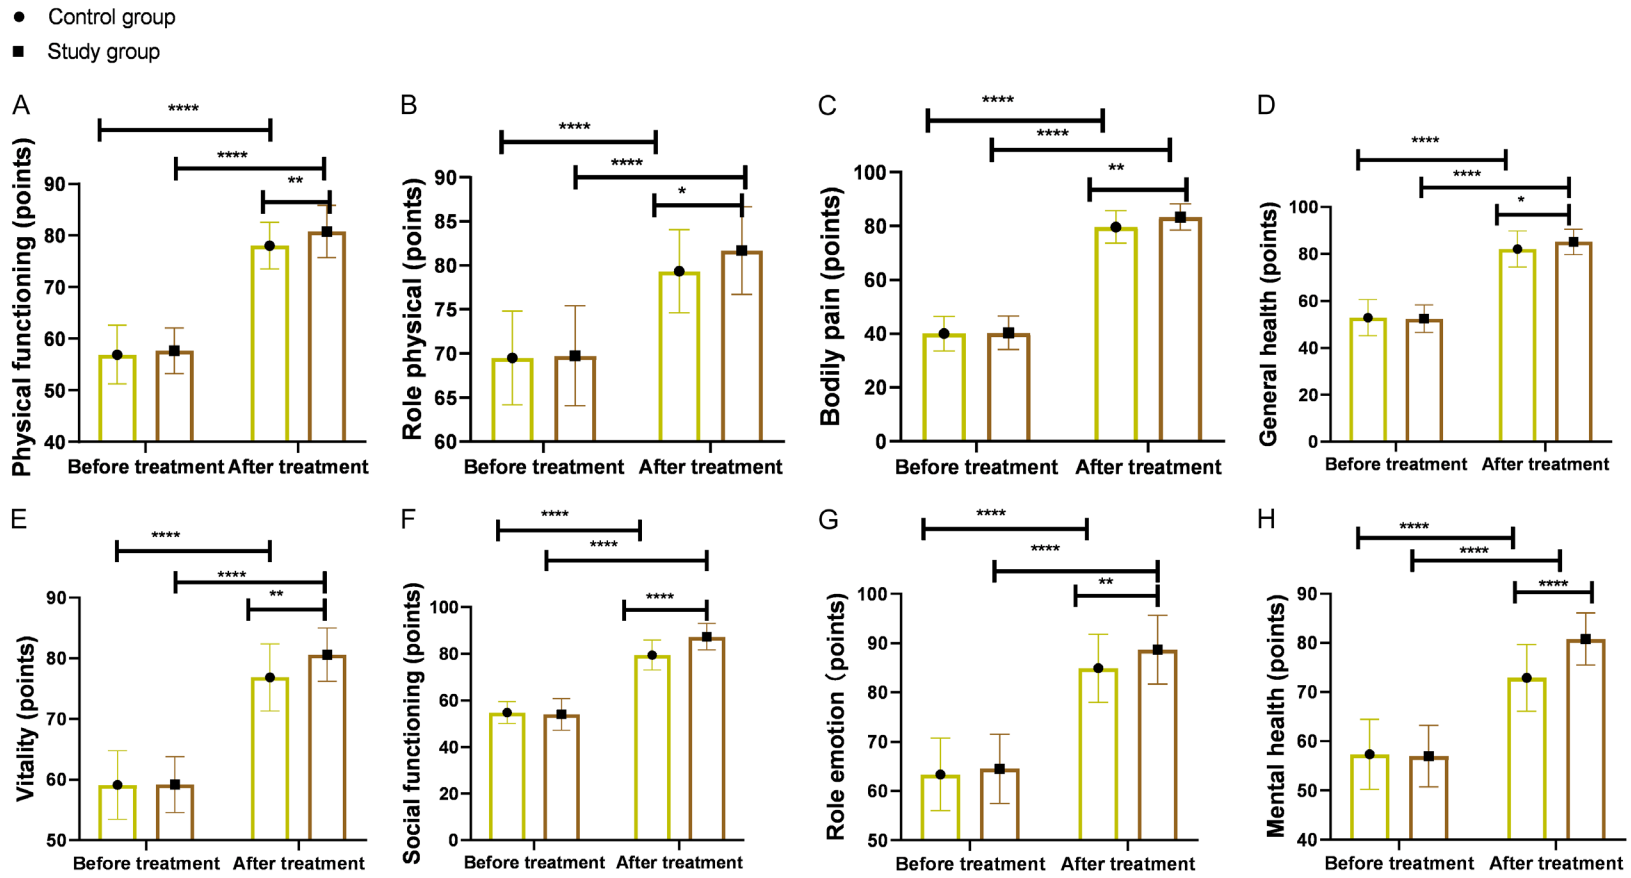 Control group
Study group
A
****
****
**
Physical functioning (points)
90
80
70
60
50
40
Before treatment After treatment
B
****
****
*
Role physical (points)
90
85
80
75
70
65
60
Before treatment After treatment
C
****
****
**
Bodily pain (points)
100
80
60
40
20
0
Before treatment After treatment
D
****
****
*
General health (points)
100
80
60
40
20
0
Before treatment After treatment
E
****
****
**
Vitality (points)
90
80
70
60
50
Before treatment After treatment
F
****
****
****
Social functioning (points)
100
80
60
40
20
0
Before treatment After treatment
G
****
****
**
Role emotion (points)
100
90
80
70
60
50
Before treatment After treatment
H
****
****
****
Mental health (points)
90
80
70
60
50
40
Before treatment After treatment